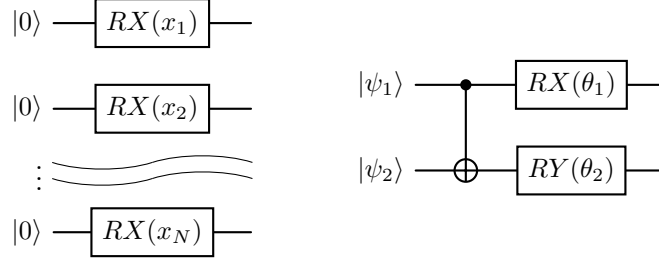 |0⟩ RX(x₁)
|0⟩ RX(x₂)
⋮
|0⟩ RX(x_N)
|ψ₁⟩ RX(θ₁)
|ψ₂⟩ RY(θ₂)